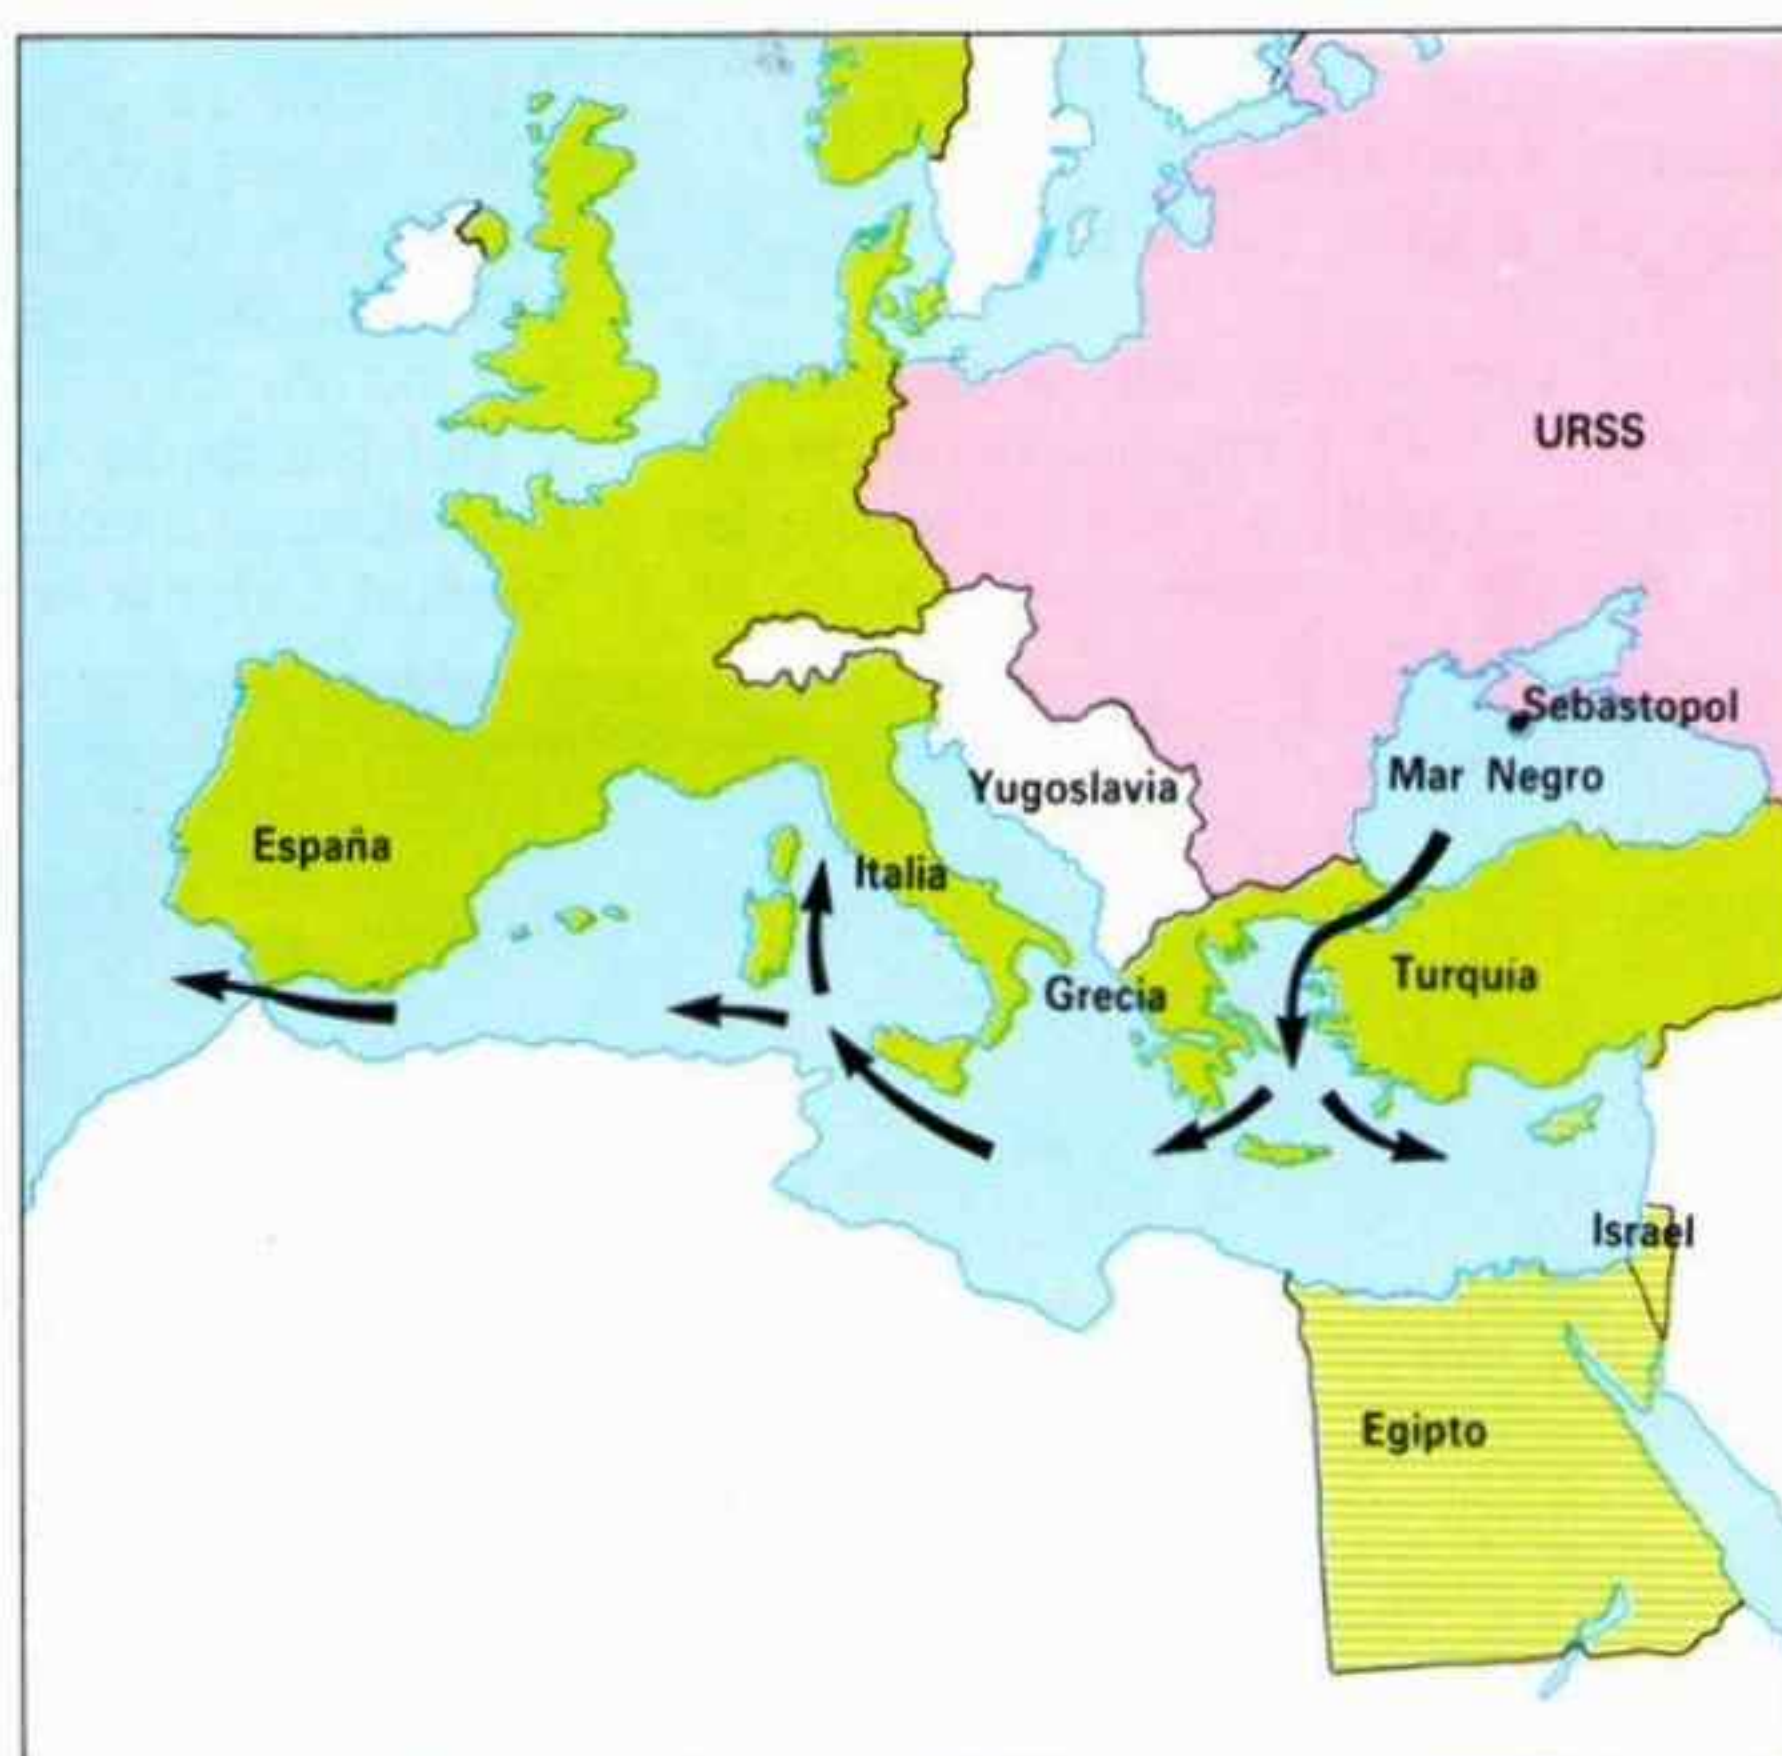 URSS
Sebastopol
Mar Negro
Yugoslavia
España
Italia
Turquia
Grecia
Israel
Egipto